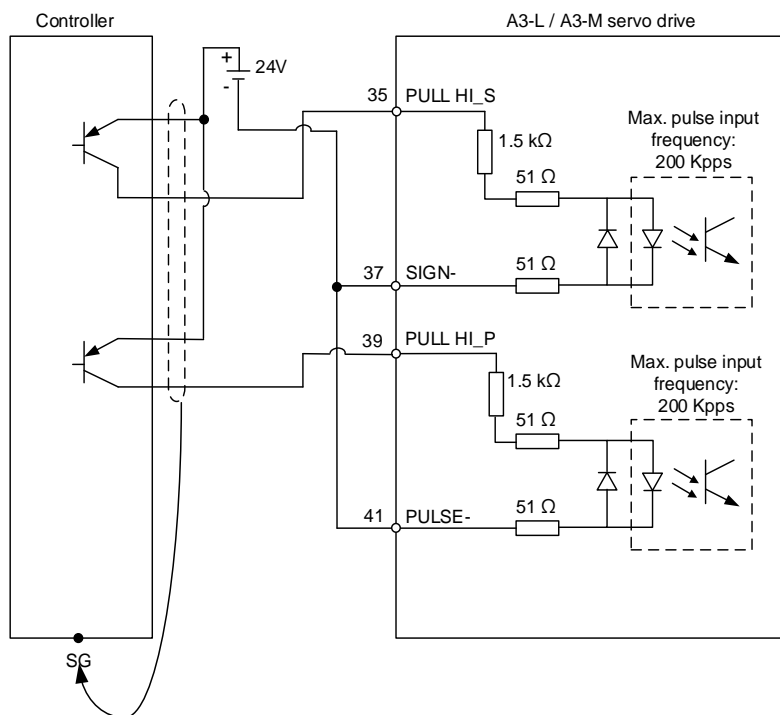 Controller
A3-L / A3-M servo drive
+
-
24V
35
PULL HI_S
1.5 kΩ
51 Ω
Max. pulse input
frequency:
200 Kpps
37
SIGN-
51 Ω
39
PULL HI_P
1.5 kΩ
51 Ω
Max. pulse input
frequency:
200 Kpps
41
PULSE-
51 Ω
SG